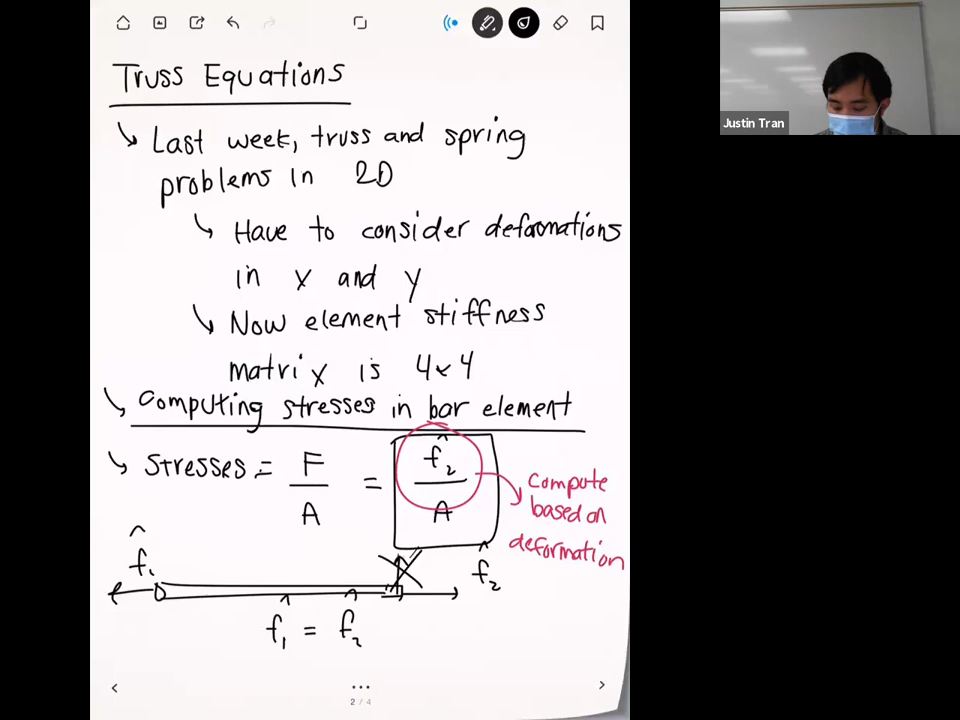 Truss Equations
↳ Last week, truss and spring
problems in 2D
↳ Have to consider deformations
in x and y
↳ Now element stiffness
matrix is 4x4
↳ Computing stresses in bar element
↳ Stresses = F/A = f̂₂/A
Compute
based on
deformation
f̂₁
f̂₂
f̂₁ = f̂₂
2 / 4
Justin Tran